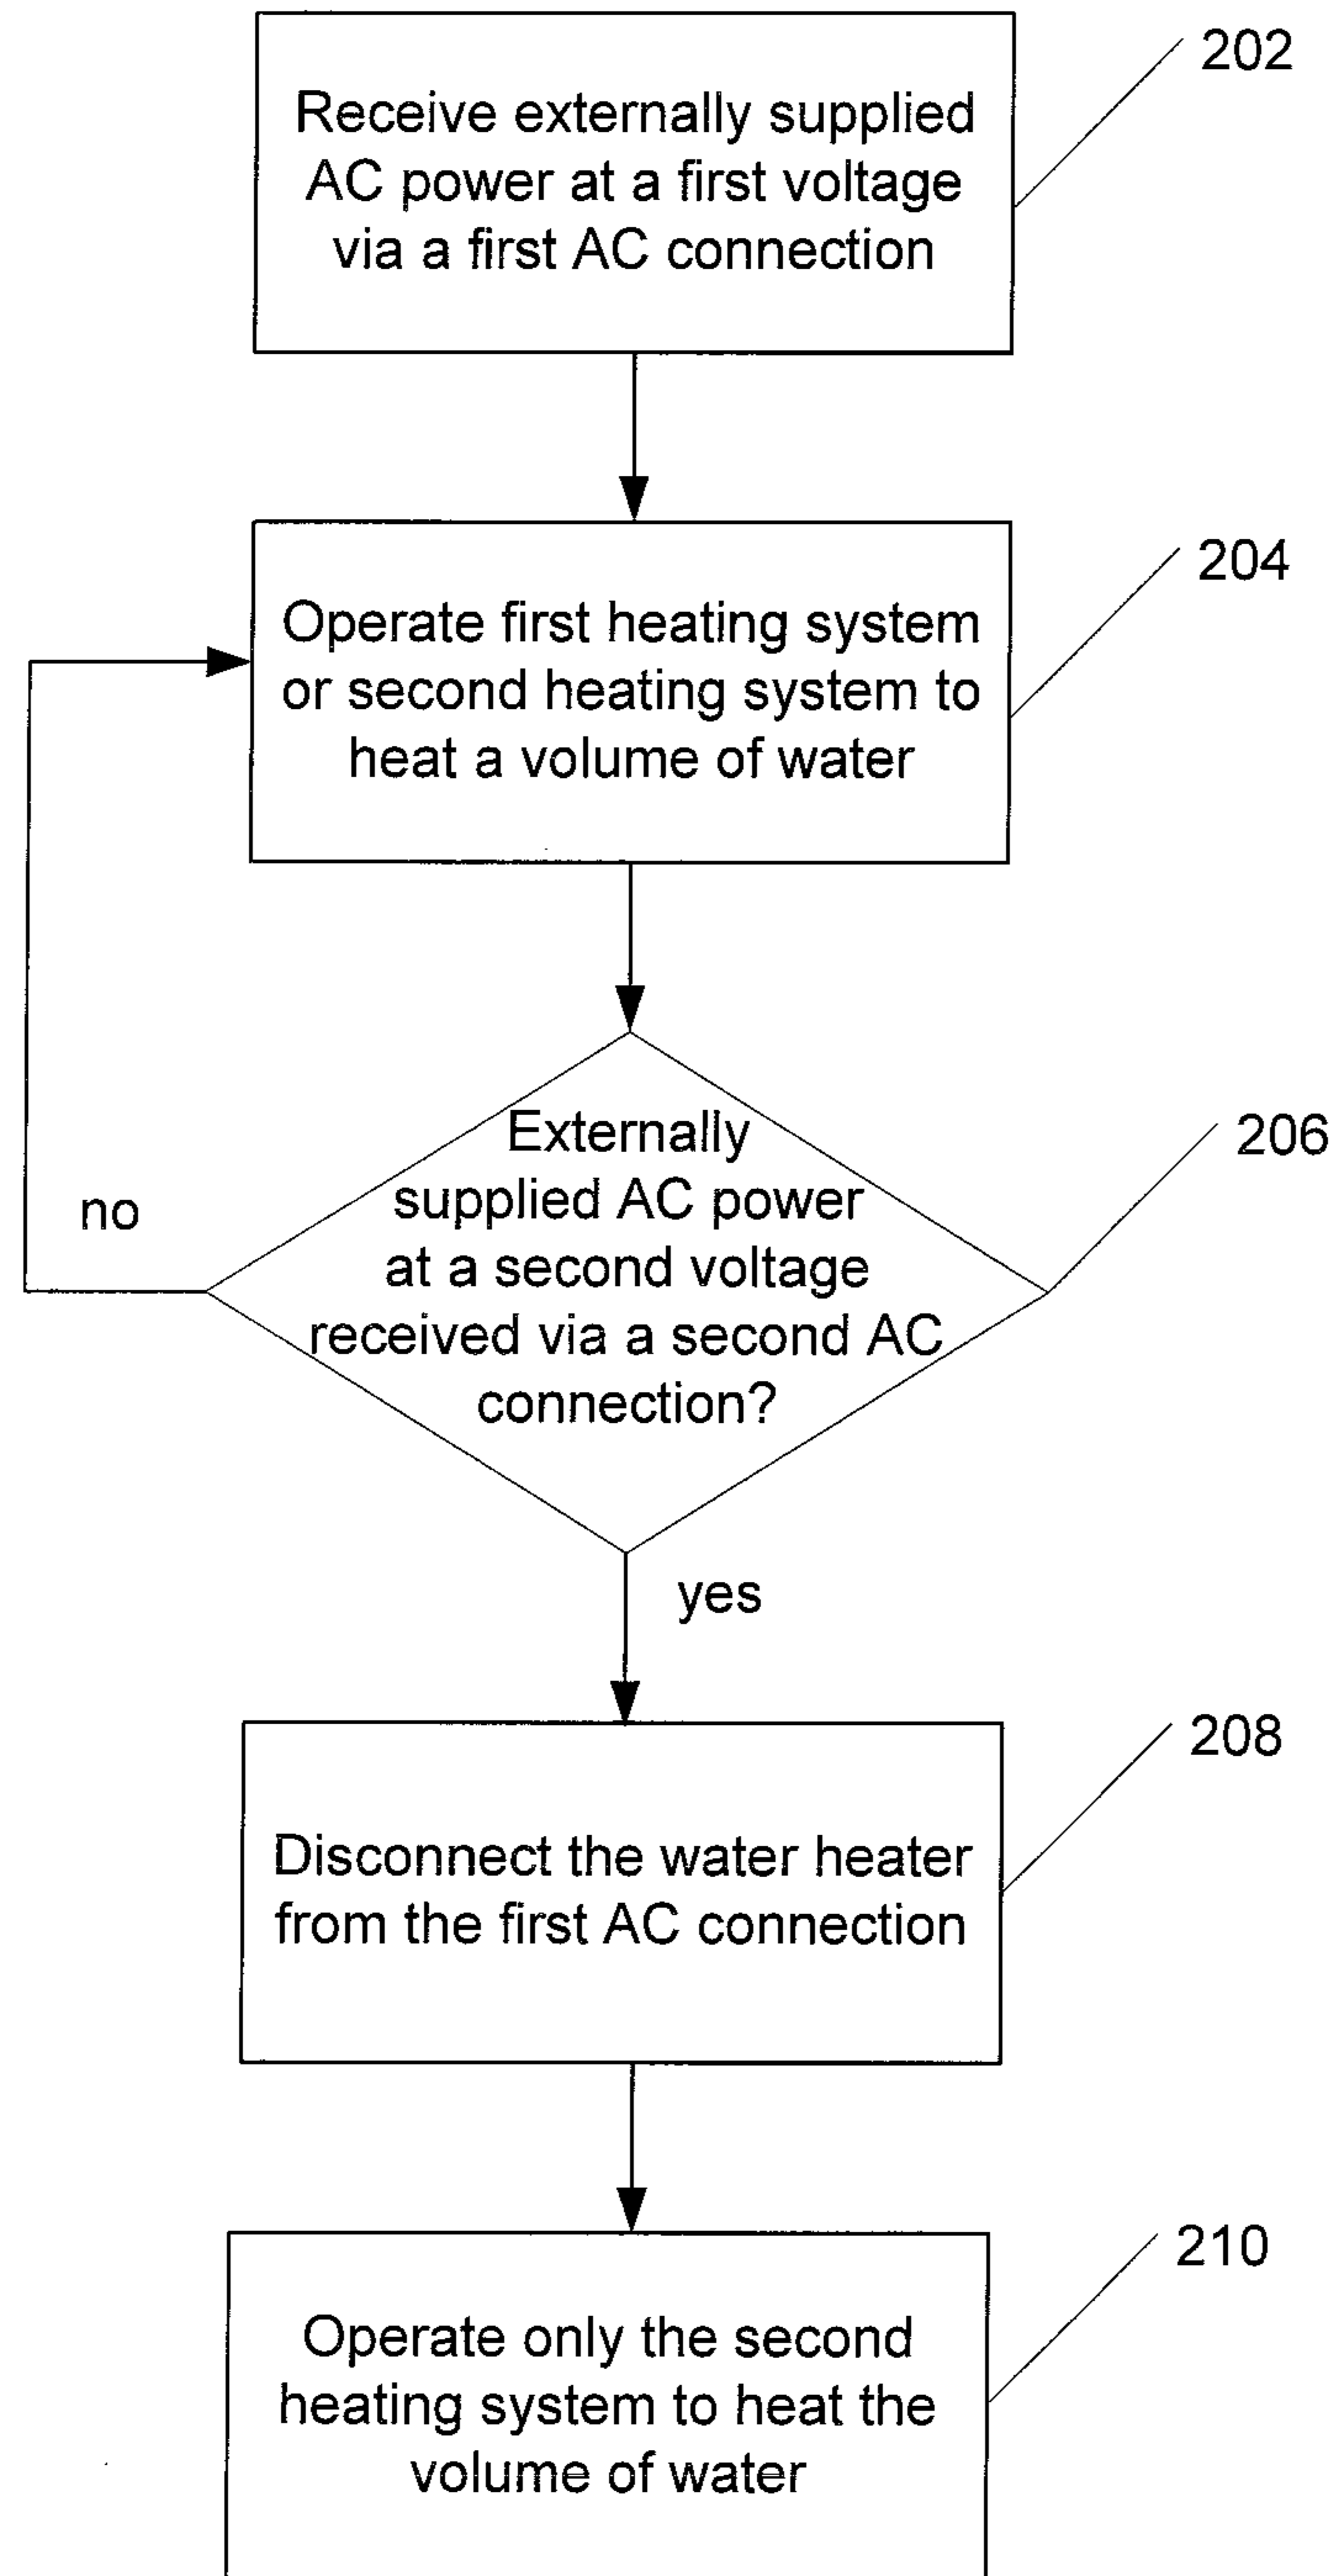 202
Receive externally supplied
AC power at a first voltage
via a first AC connection
204
Operate first heating system
or second heating system to
heat a volume of water
206
Externally
supplied AC power
at a second voltage
received via a second AC
connection?
no
yes
208
Disconnect the water heater
from the first AC connection
210
Operate only the second
heating system to heat the
volume of water